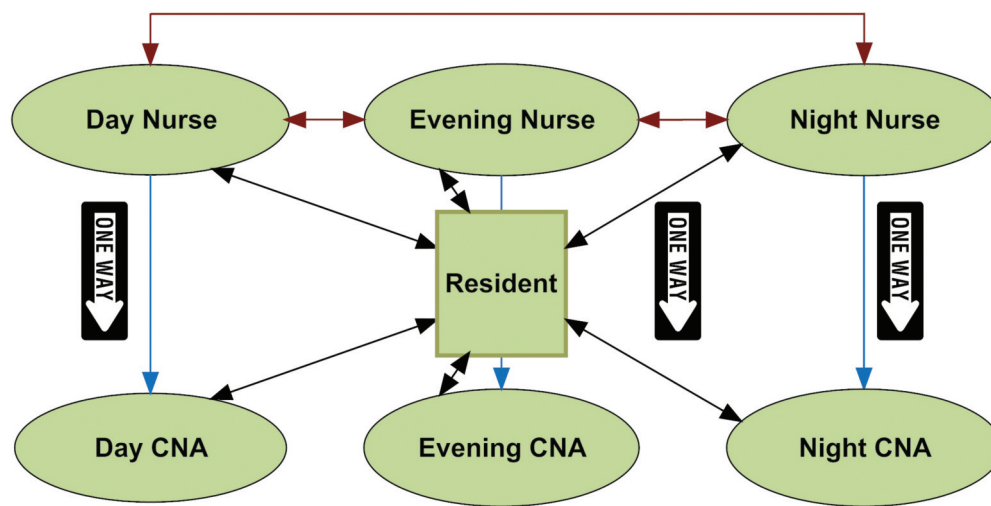 Day Nurse
Evening Nurse
Night Nurse
ONE WAY
Resident
ONE WAY
ONE WAY
Day CNA
Evening CNA
Night CNA